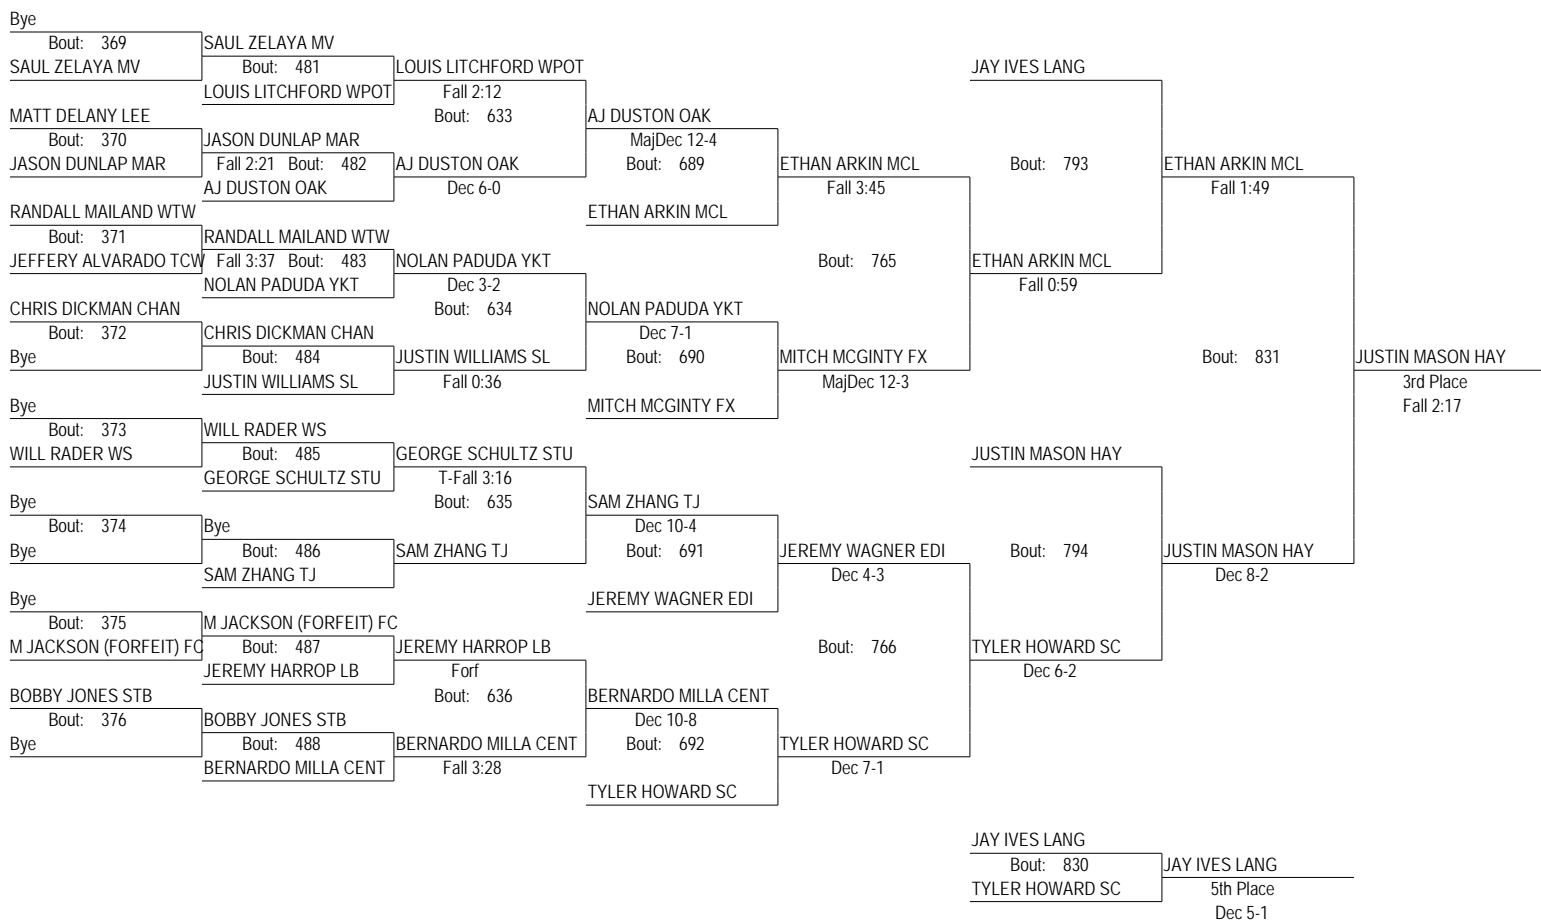 Bye
Bout: 369 SAUL ZELAYA MV
SAUL ZELAYA MV Bout: 481 LOUIS LITCHFORD WPOT JAY IVES LANG
LOUIS LITCHFORD WPOT Fall 2:12
MATT DELANY LEE Bout: 633 AJ DUSTON OAK
Bout: 370 JASON DUNLAP MAR MajDec 12-4
JASON DUNLAP MAR Fall 2:21 Bout: 482 AJ DUSTON OAK Bout: 689 ETHAN ARKIN MCL Bout: 793 ETHAN ARKIN MCL
AJ DUSTON OAK Dec 6-0 Fall 3:45 Fall 1:49
RANDALL MAILAND WTW ETHAN ARKIN MCL
Bout: 371 RANDALL MAILAND WTW
JEFFERY ALVARADO TCW Fall 3:37 Bout: 483 NOLAN PADUDA YKT Bout: 765 ETHAN ARKIN MCL
NOLAN PADUDA YKT Dec 3-2 Fall 0:59
CHRIS DICKMAN CHAN Bout: 634 NOLAN PADUDA YKT
Bout: 372 CHRIS DICKMAN CHAN Dec 7-1
Bye Bout: 484 JUSTIN WILLIAMS SL Bout: 690 MITCH MCGINTY FX Bout: 831 JUSTIN MASON HAY
JUSTIN WILLIAMS SL Fall 0:36 MajDec 12-3 3rd Place
Bye MITCH MCGINTY FX Fall 2:17
Bout: 373 WILL RADER WS
WILL RADER WS Bout: 485 GEORGE SCHULTZ STU JUSTIN MASON HAY
GEORGE SCHULTZ STU T-Fall 3:16
Bye Bout: 635 SAM ZHANG TJ
Bout: 374 Bye Dec 10-4
Bye Bout: 486 SAM ZHANG TJ Bout: 691 JEREMY WAGNER EDI Bout: 794 JUSTIN MASON HAY
SAM ZHANG TJ Dec 4-3 Dec 8-2
Bye JEREMY WAGNER EDI
Bout: 375 M JACKSON (FORFEIT) FC
M JACKSON (FORFEIT) FC Bout: 487 JEREMY HARROP LB Bout: 766 TYLER HOWARD SC
JEREMY HARROP LB Forf Dec 6-2
BOBBY JONES STB Bout: 636 BERNARDO MILLA CENT
Bout: 376 BOBBY JONES STB Dec 10-8
Bye Bout: 488 BERNARDO MILLA CENT Bout: 692 TYLER HOWARD SC
BERNARDO MILLA CENT Fall 3:28 Dec 7-1
TYLER HOWARD SC
JAY IVES LANG
Bout: 830 JAY IVES LANG
TYLER HOWARD SC 5th Place
Dec 5-1